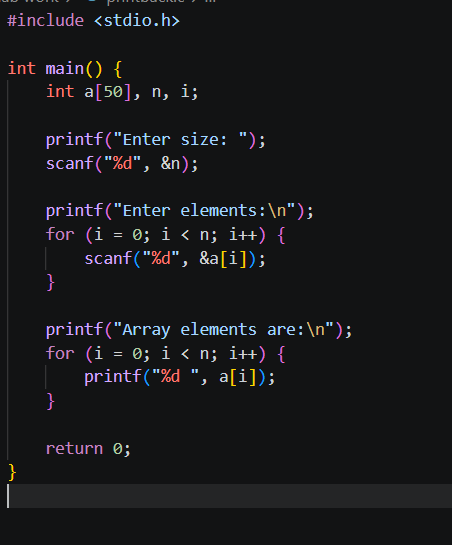 #include <stdio.h>

int main() {
    int a[50], n, i;

    printf("Enter size: ");
    scanf("%d", &n);

    printf("Enter elements:\n");
    for (i = 0; i < n; i++) {
        scanf("%d", &a[i]);
    }

    printf("Array elements are:\n");
    for (i = 0; i < n; i++) {
        printf("%d ", a[i]);
    }

    return 0;
}